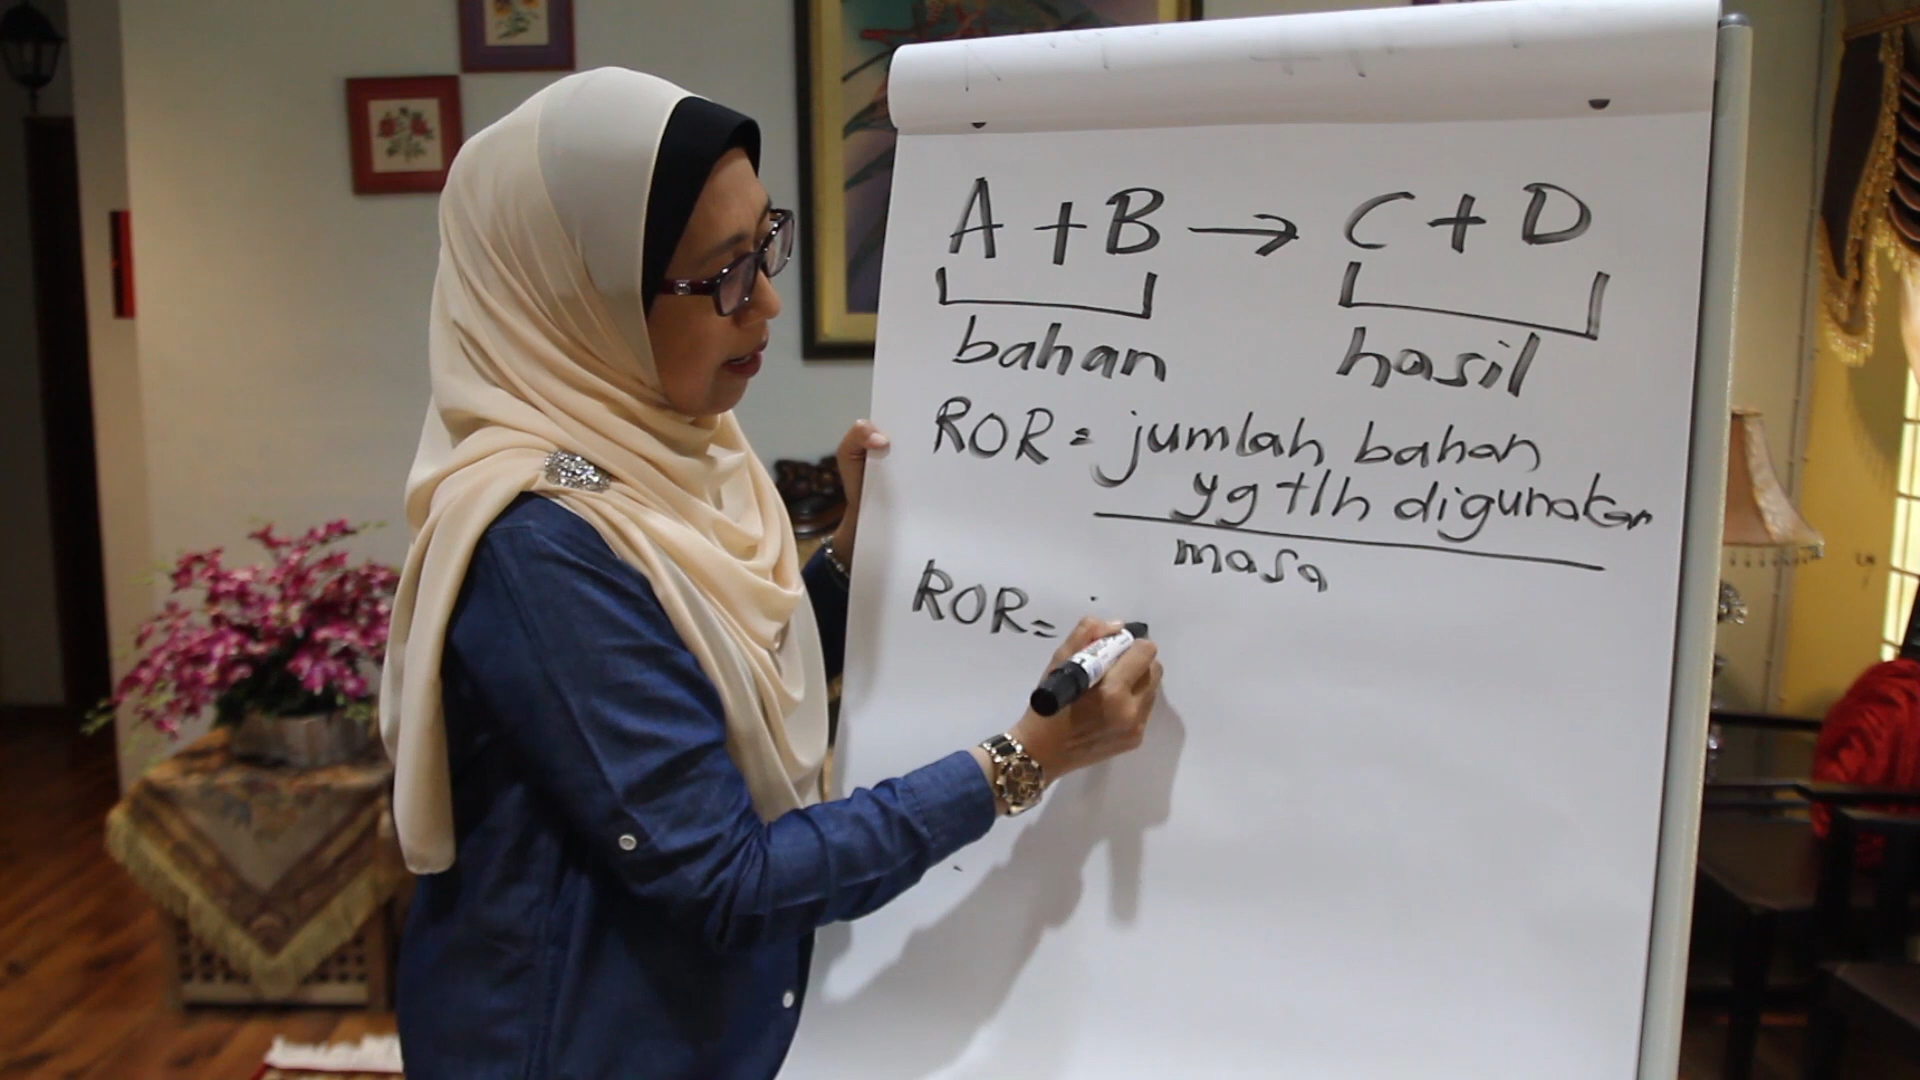 A + B → C + D
bahan hasil
ROR = jumlah bahan
yg tlh digunakan
masa
ROR =